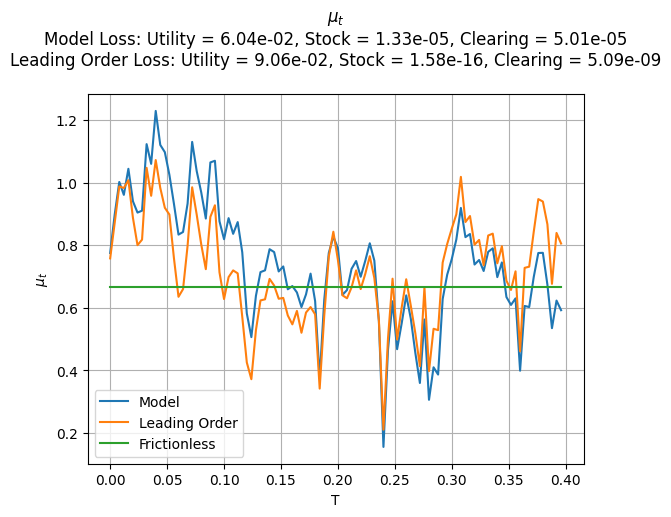 μt
Model Loss: Utility = 6.04e-02, Stock = 1.33e-05, Clearing = 5.01e-05
Leading Order Loss: Utility = 9.06e-02, Stock = 1.58e-16, Clearing = 5.09e-09
1.2
1.0
0.8
0.6
0.4
0.2
μt
Model
Leading Order
Frictionless
0.00 0.05 0.10 0.15 0.20 0.25 0.30 0.35 0.40
T